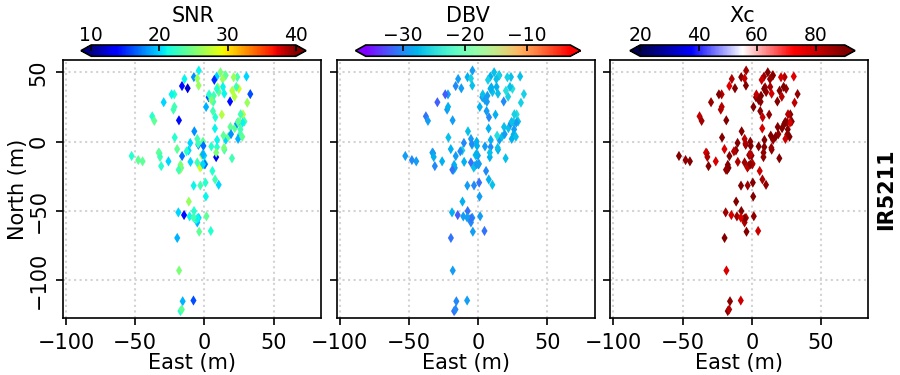 SNR DBV Xc
10 20 30 40 −30 −20 −10 20 40 60 80
50
0
−50
−100
North (m)
−100 −50 0 50 −100 −50 0 50 −100 −50 0 50
East (m) East (m) East (m)
IR5211